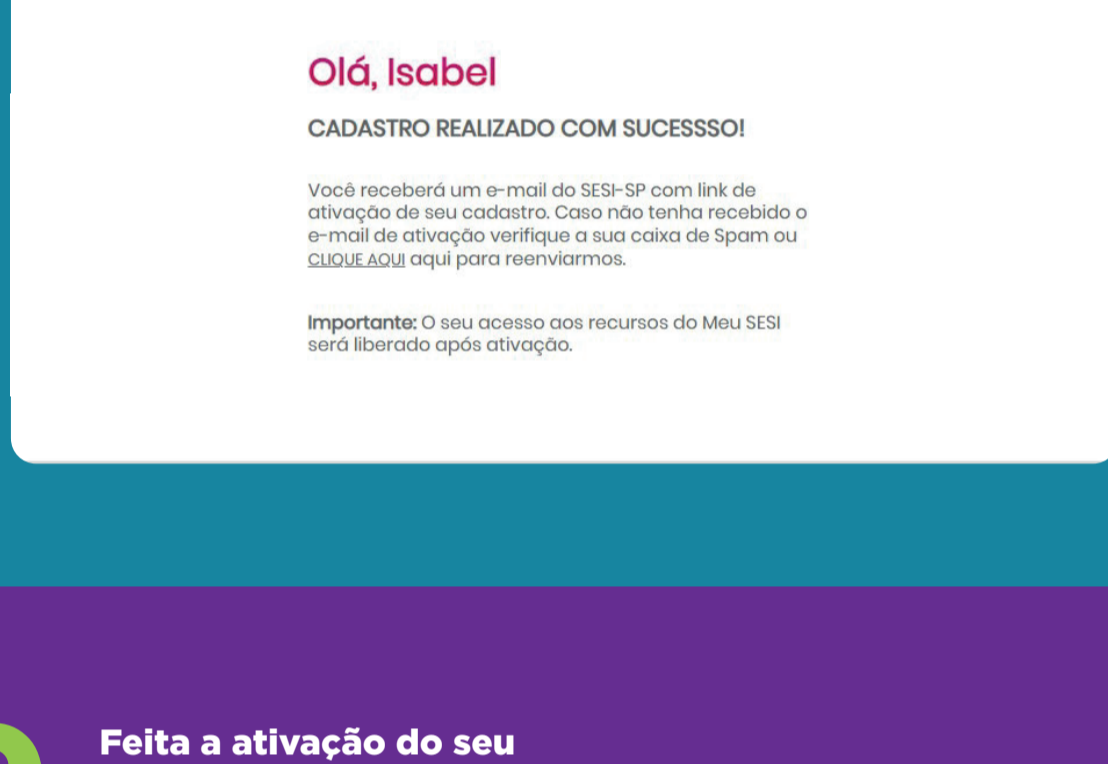 Olá, Isabel
CADASTRO REALIZADO COM SUCESSSO!
Você receberá um e-mail do SESI-SP com link de
ativação de seu cadastro. Caso não tenha recebido o
e-mail de ativação verifique a sua caixa de Spam ou
CLIQUE AQUI aqui para reenviarmos.
Importante: O seu acesso aos recursos do Meu SESI
será liberado após ativação.
Feita a ativação do seu